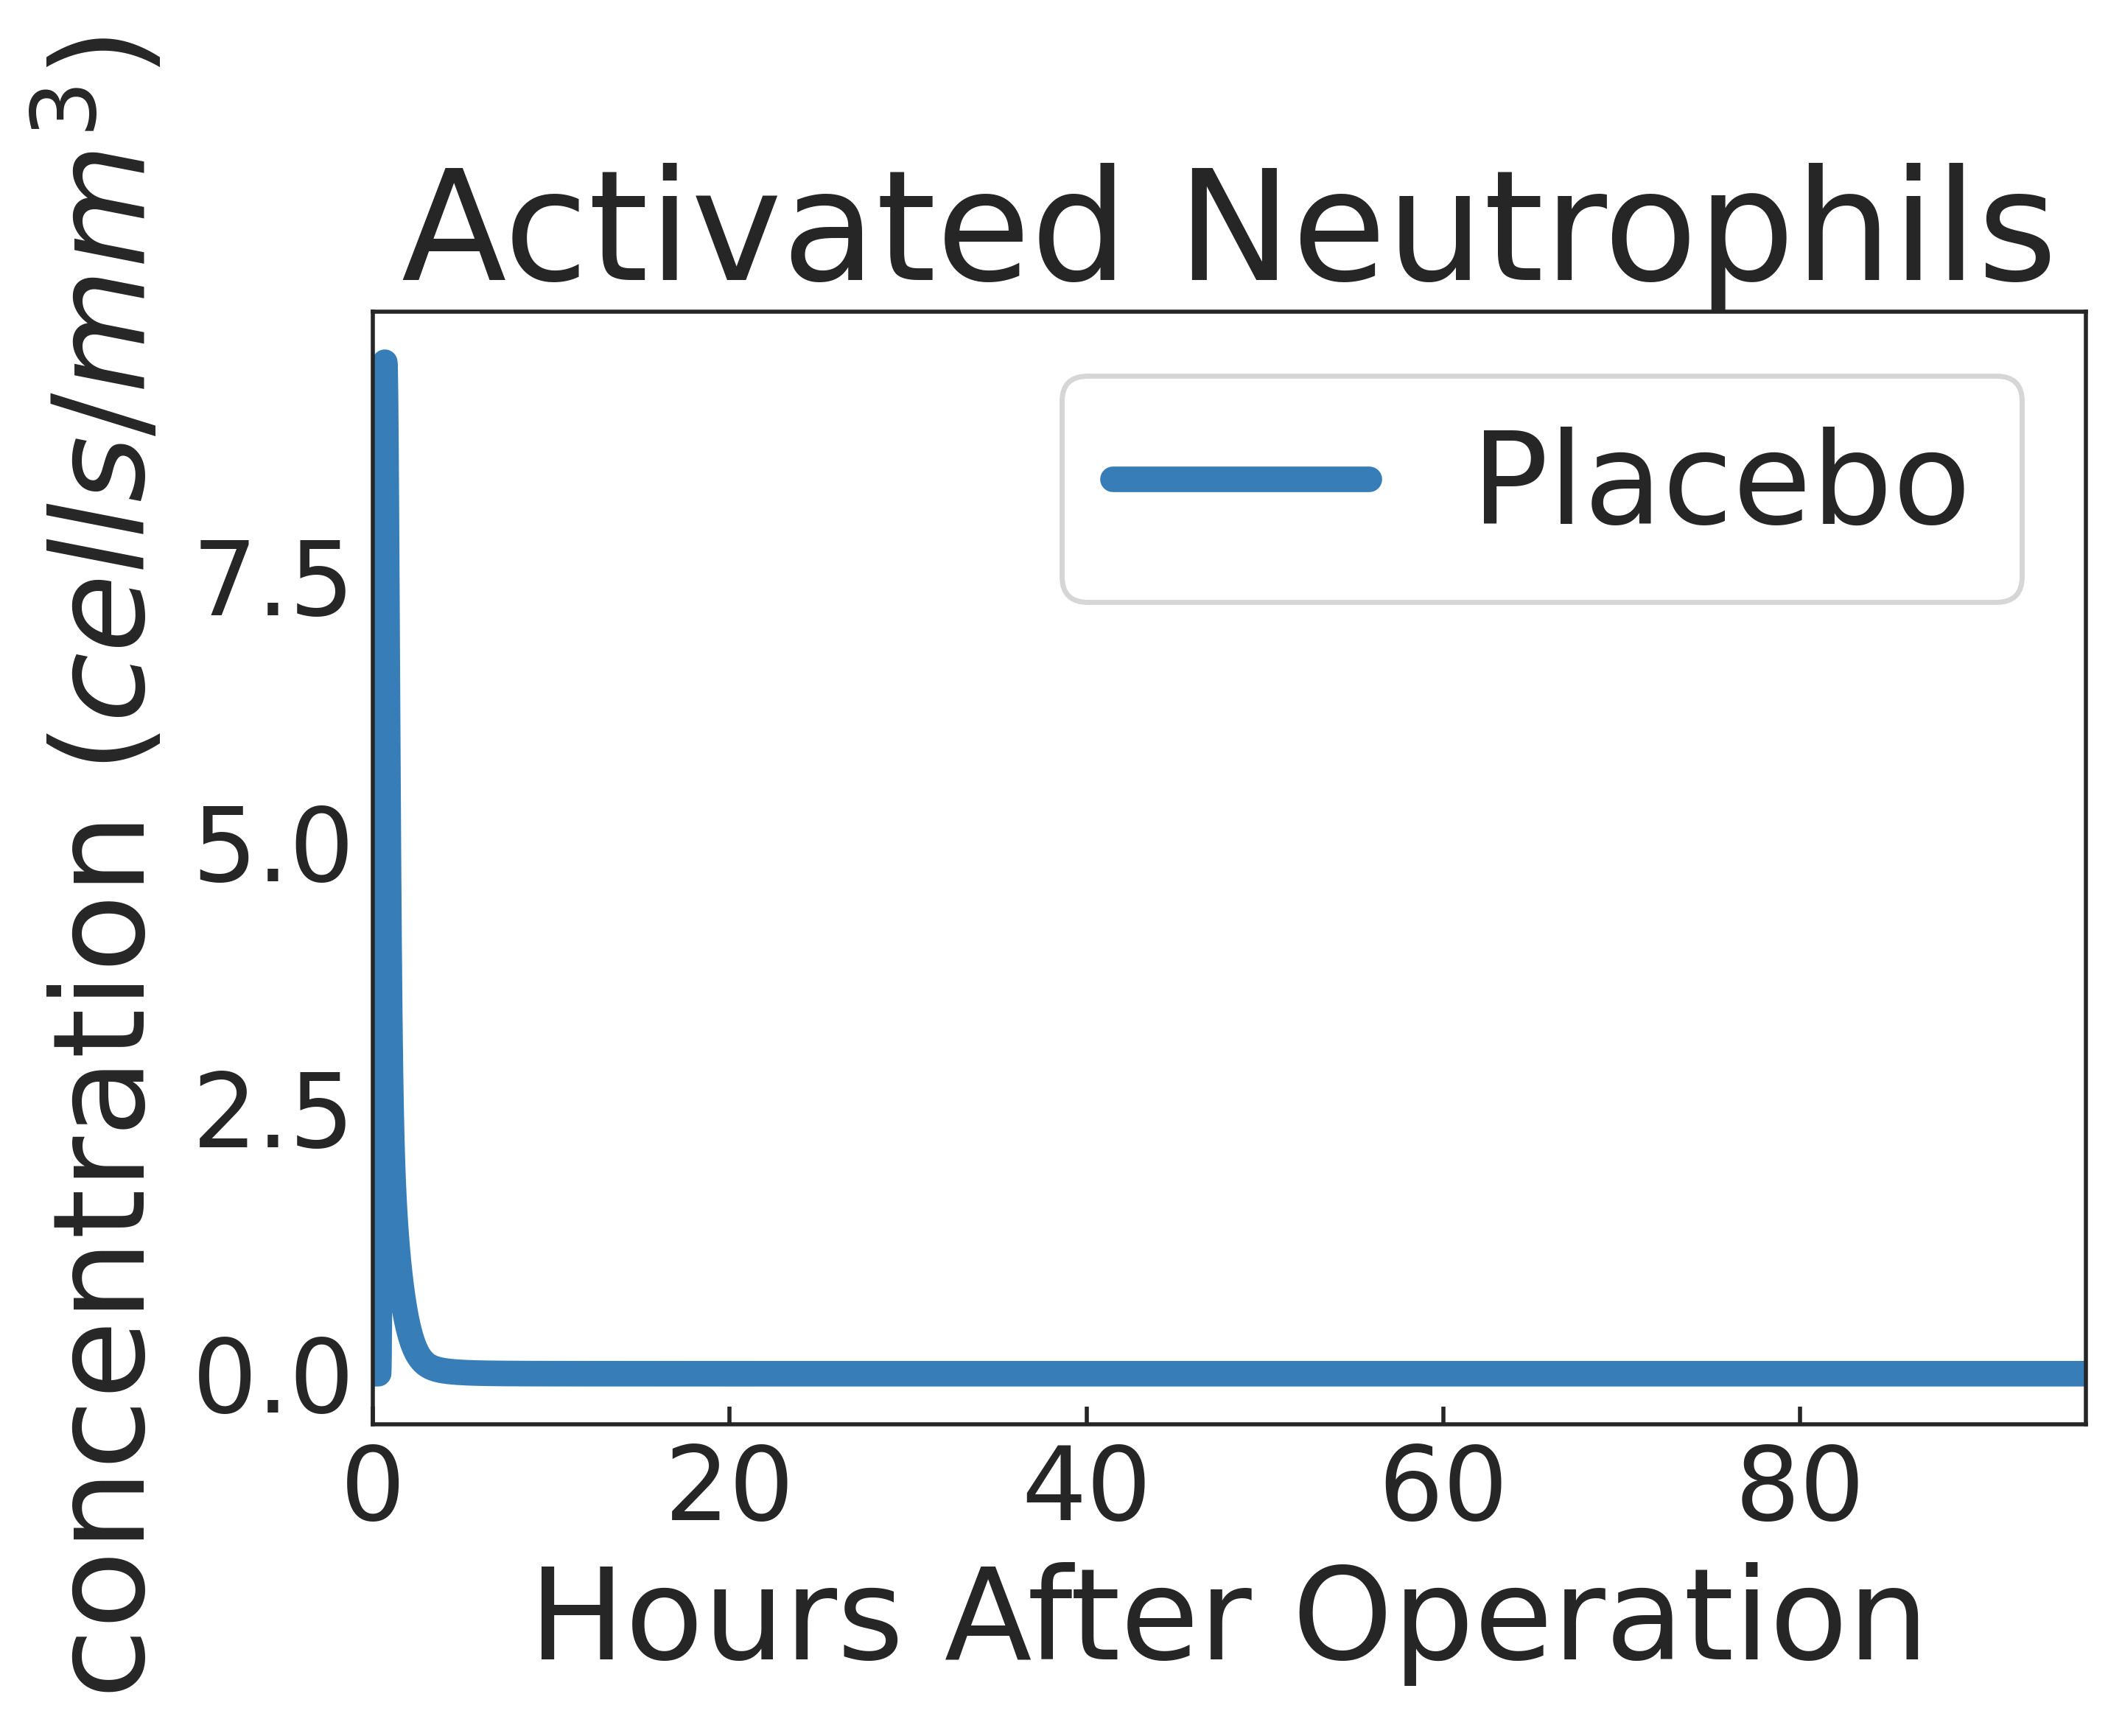 Activated Neutrophils
concentration (cells/mm³)
Placebo
7.5
5.0
2.5
0.0
0 20 40 60 80
Hours After Operation